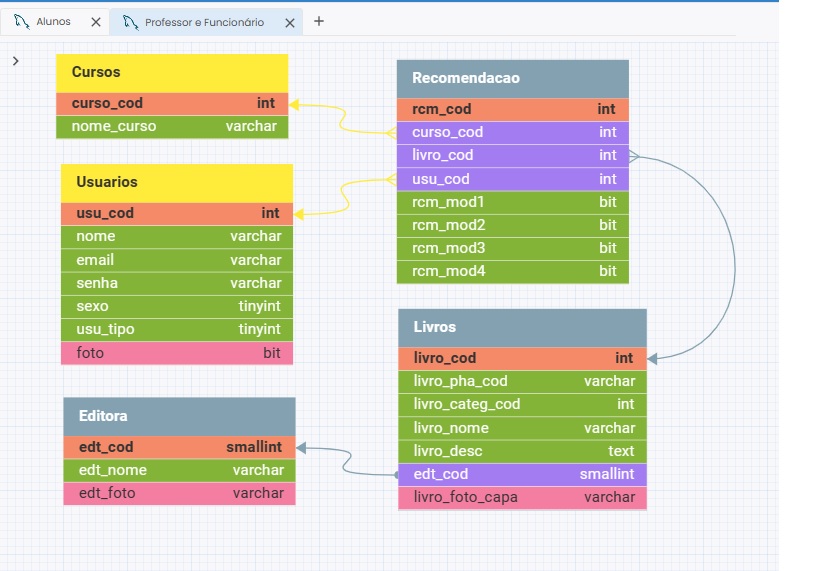 Alunos
Professor e Funcionário
Cursos
curso_cod int
nome_curso varchar
Usuarios
usu_cod int
nome varchar
email varchar
senha varchar
sexo tinyint
usu_tipo tinyint
foto bit
Editora
edt_cod smallint
edt_nome varchar
edt_foto varchar
Recomendacao
rcm_cod int
curso_cod int
livro_cod int
usu_cod int
rcm_mod1 bit
rcm_mod2 bit
rcm_mod3 bit
rcm_mod4 bit
Livros
livro_cod int
livro_pha_cod varchar
livro_categ_cod int
livro_nome varchar
livro_desc text
edt_cod smallint
livro_foto_capa varchar